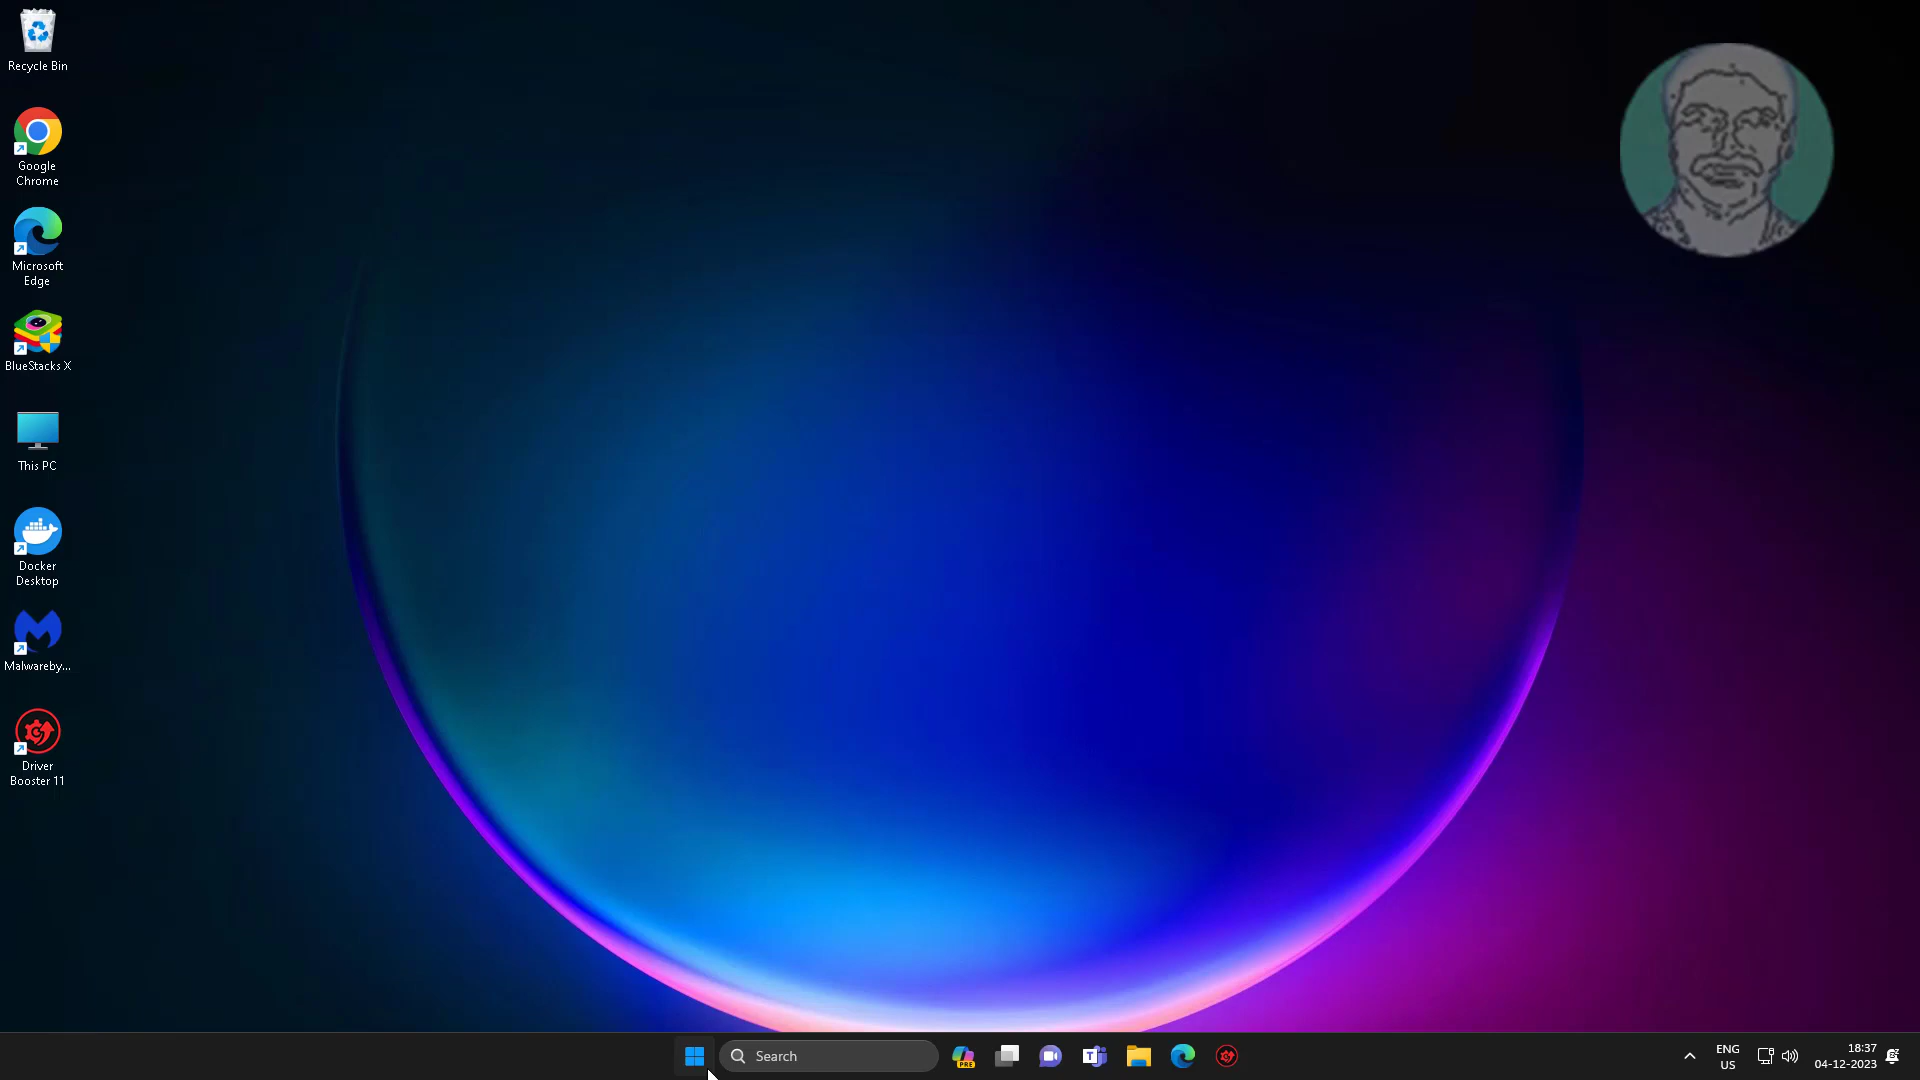 Recycle Bin
Google
Chrome
Microsoft
Edge
BlueStacks X
This PC
Docker
Desktop
Malwareby...
Driver
Booster 11
Search
PRE
T
ENG
US
18:37
04-12-2023